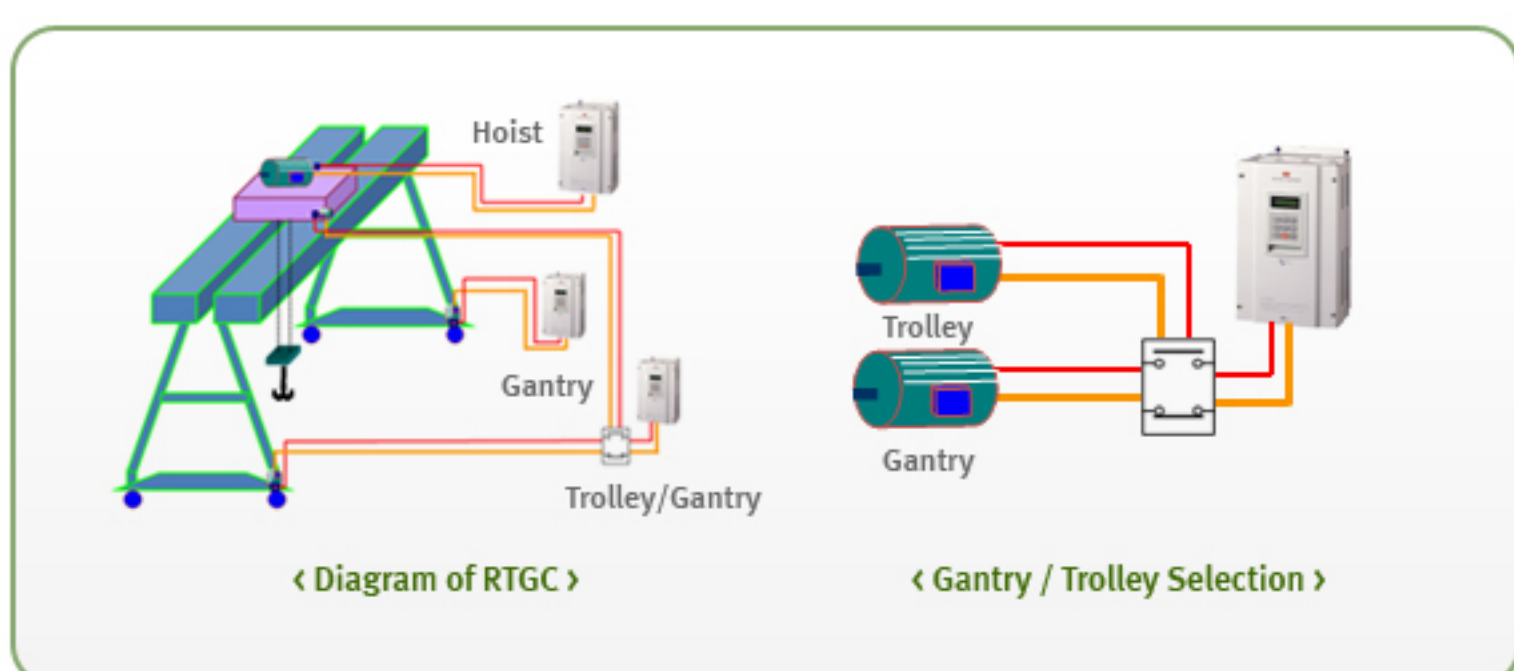 Hoist
Gantry
Trolley/Gantry
‹ Diagram of RTGC ›
Trolley
Gantry
‹ Gantry / Trolley Selection ›